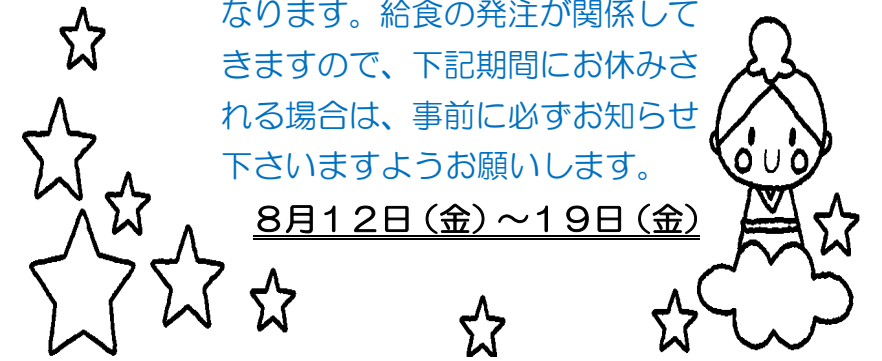 なります。給食の発注が関係して
きますので、下記期間にお休みさ
れる場合は、事前に必ずお知らせ
下さいますようお願いします。
８月１２日（金）～１９日（金）